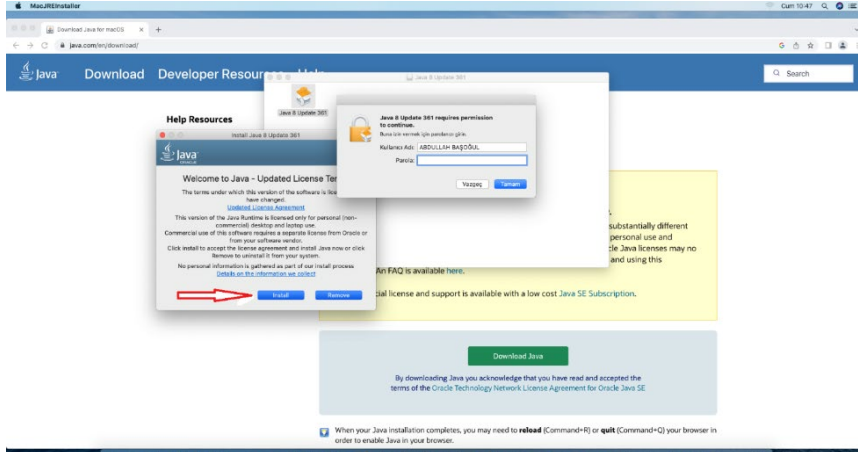 MacJREInstaller
Cum 10:47
Download Java for macOS
java.com/en/download/
Java
Download
Developer Resour
Help
Search
Java 8 Update 361
Java 8 Update 361
Help Resources
Java 8 Update 361 requires permission
to continue.
Buna izin vermek için parolanızı girin.
Kullanıcı Adı: ABDULLAH BAŞOĞUL
Parola:
Vazgeç
Tamam
Install Java 8 Update 361
Java
ORACLE
Welcome to Java - Updated License Ter
The terms under which this version of the software is lice
have changed.
Updated License Agreement
This version of the Java Runtime is licensed only for personal (non-
commercial) desktop and laptop use.
Commercial use of this software requires a separate license from Oracle or
from your software vendor.
Click install to accept the license agreement and install Java now or click
Remove to uninstall it from your system.
No personal information is gathered as part of our install process
Details on the information we collect
Install
Remove
substantially different
personal use and
cle Java licenses may no
and using this
An FAQ is available here.
cial license and support is available with a low cost Java SE Subscription.
Download Java
By downloading Java you acknowledge that you have read and accepted the
terms of the Oracle Technology Network License Agreement for Oracle Java SE
When your Java installation completes, you may need to reload (Command+R) or quit (Command+Q) your browser in
order to enable Java in your browser.